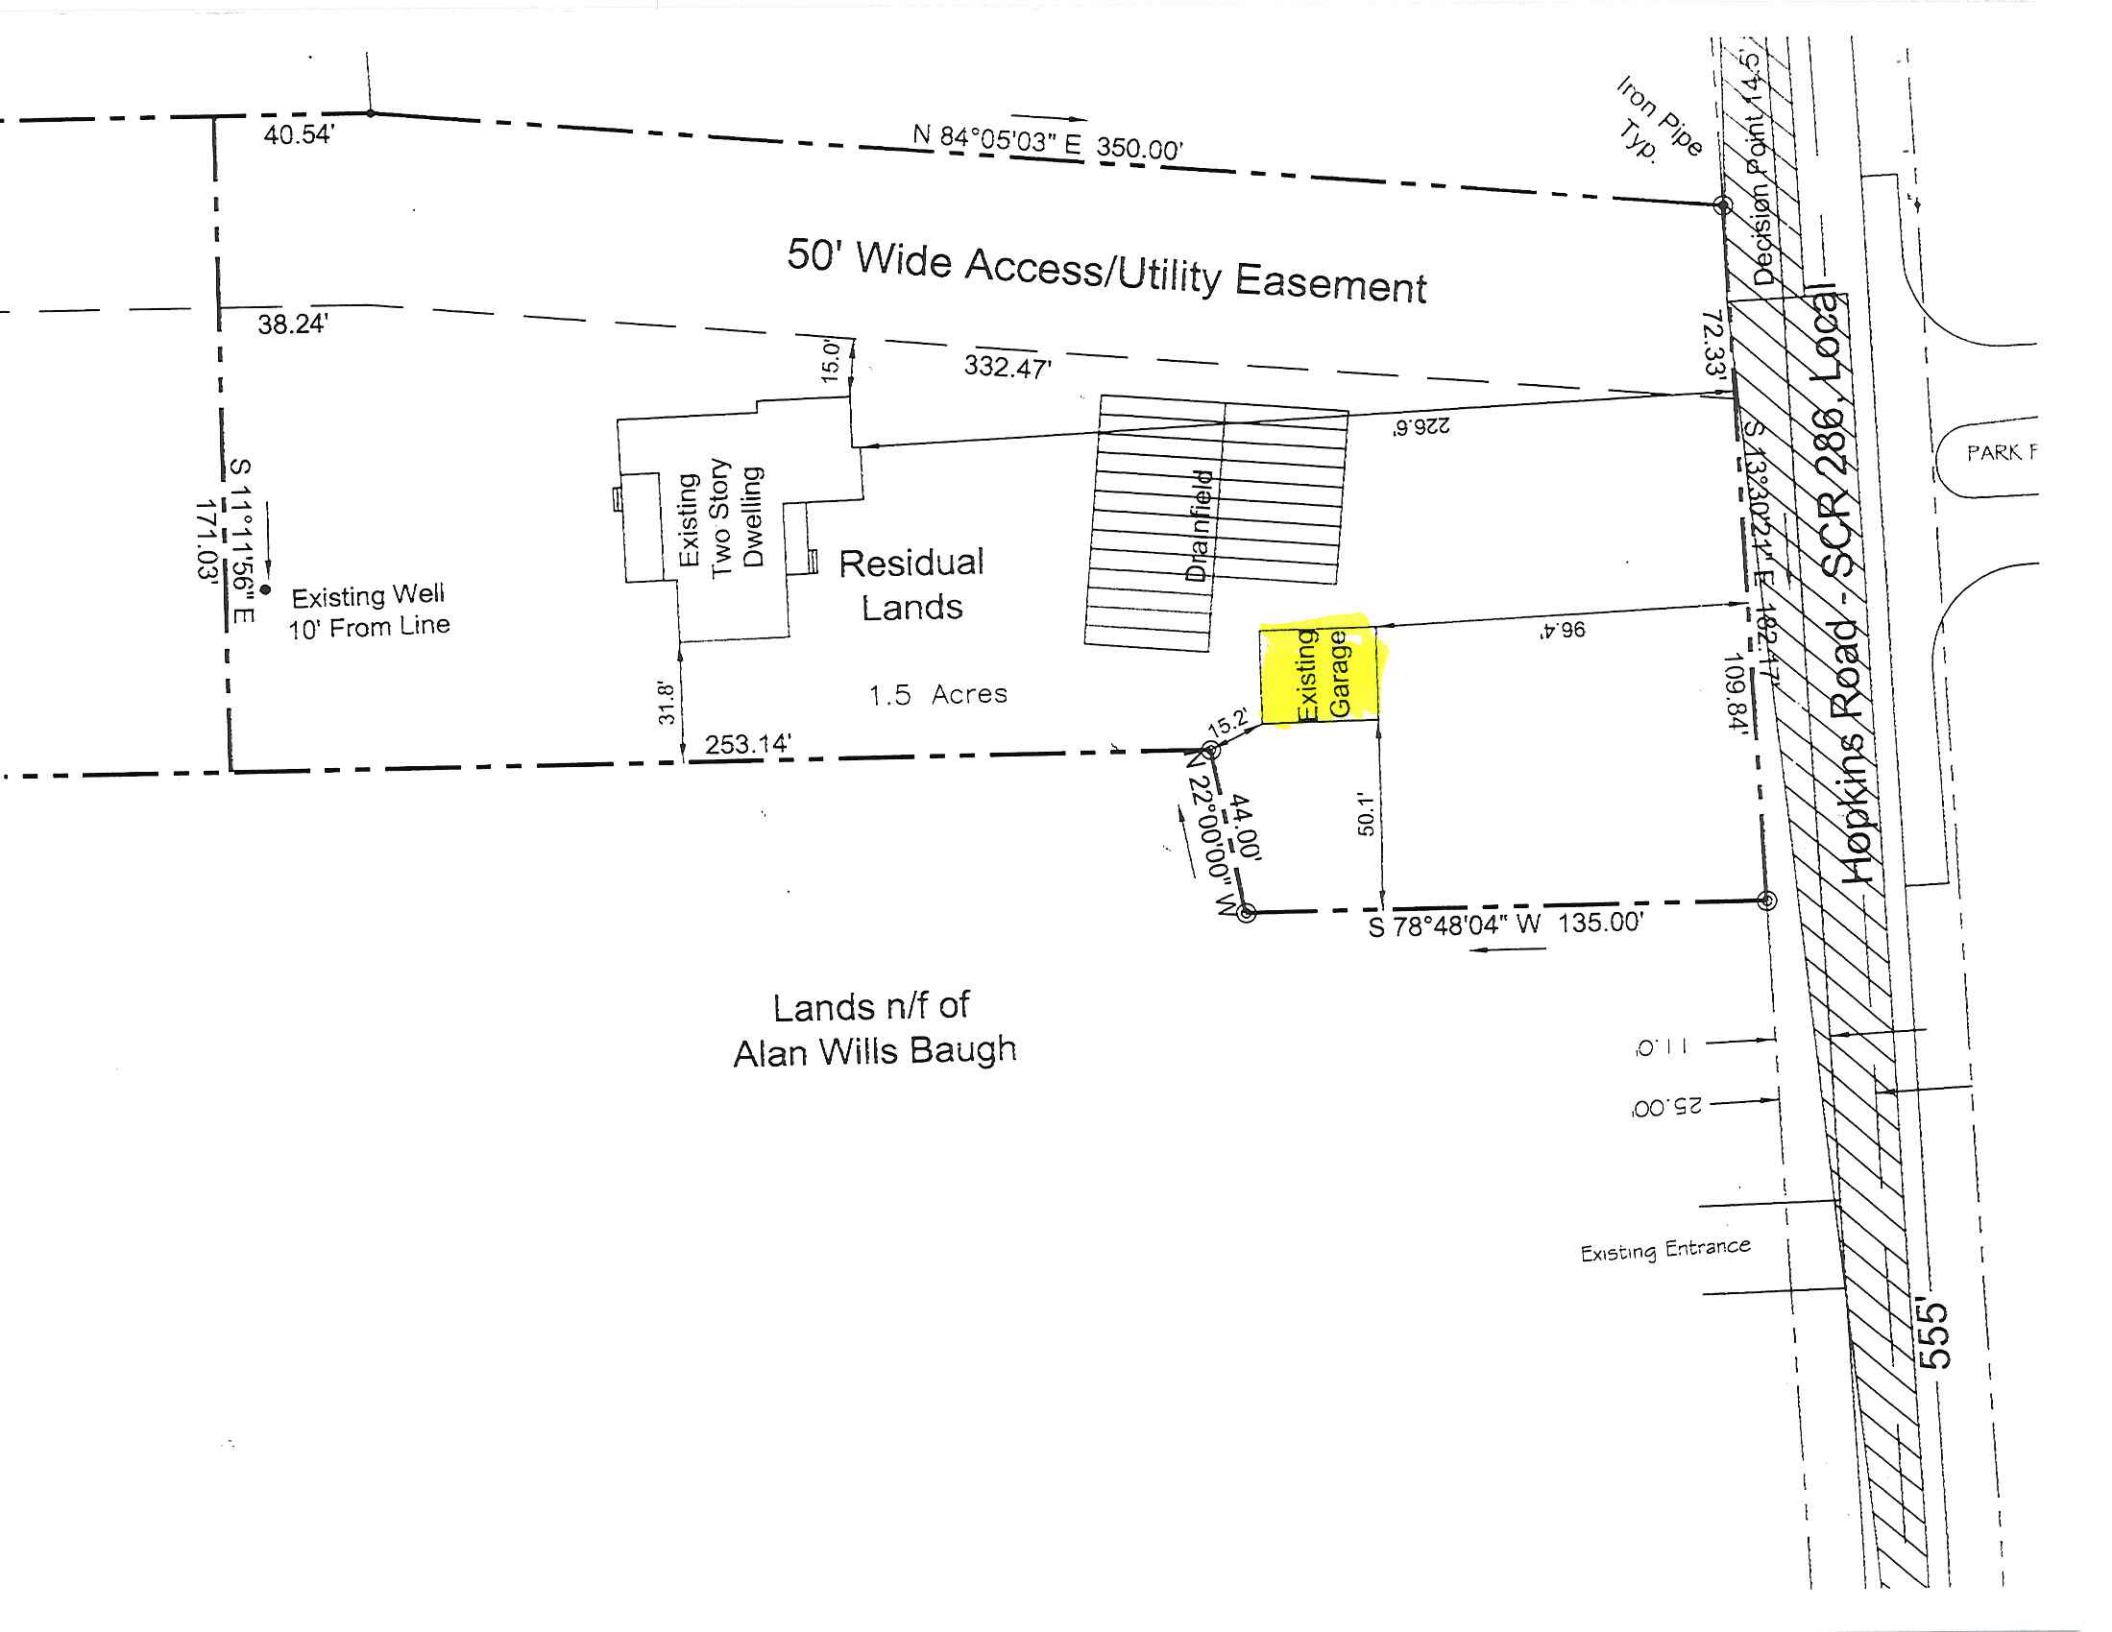 40.54'
N 84°05'03" E 350.00'
Iron Pipe
Typ.
Decision Point 14.5'
50' Wide Access/Utility Easement
38.24'
15.0'
332.47'
72.33'
226.6'
Hopkins Road - SCR 286, Local
PARK
S 13°30'21" E 182.17'
109.84'
S 11°11'56" E
171.03'
Existing Well
10' From Line
Existing
Two Story
Dwelling
Residual
Lands
Drainfield
96.4'
Existing
Garage
1.5 Acres
31.8'
253.14'
15.2'
N 22°00'00" W
44.00'
50.1'
S 78°48'04" W 135.00'
Lands n/f of
Alan Wills Baugh
11.0'
25.00'
Existing Entrance
555'